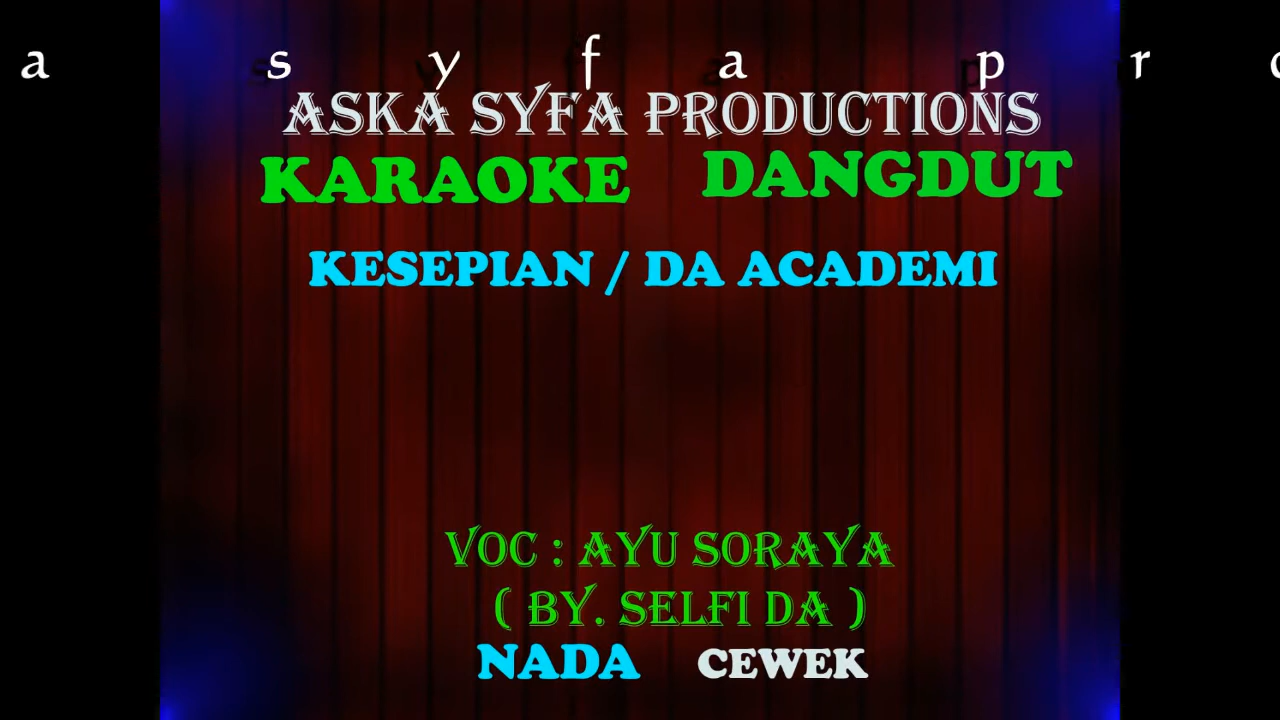 a s y f a p r o
ASKA SYFA PRODUCTIONS
KARAOKE DANGDUT
KESEPIAN / DA ACADEMI
VOC : AYU SORAYA
( BY. SELFI DA )
NADA CEWEK